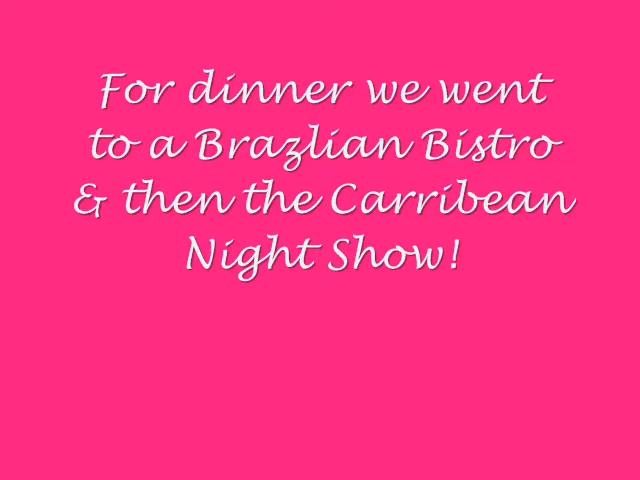 For dinner we went
to a Brazlian Bistro
& then the Carribean
Night Show!